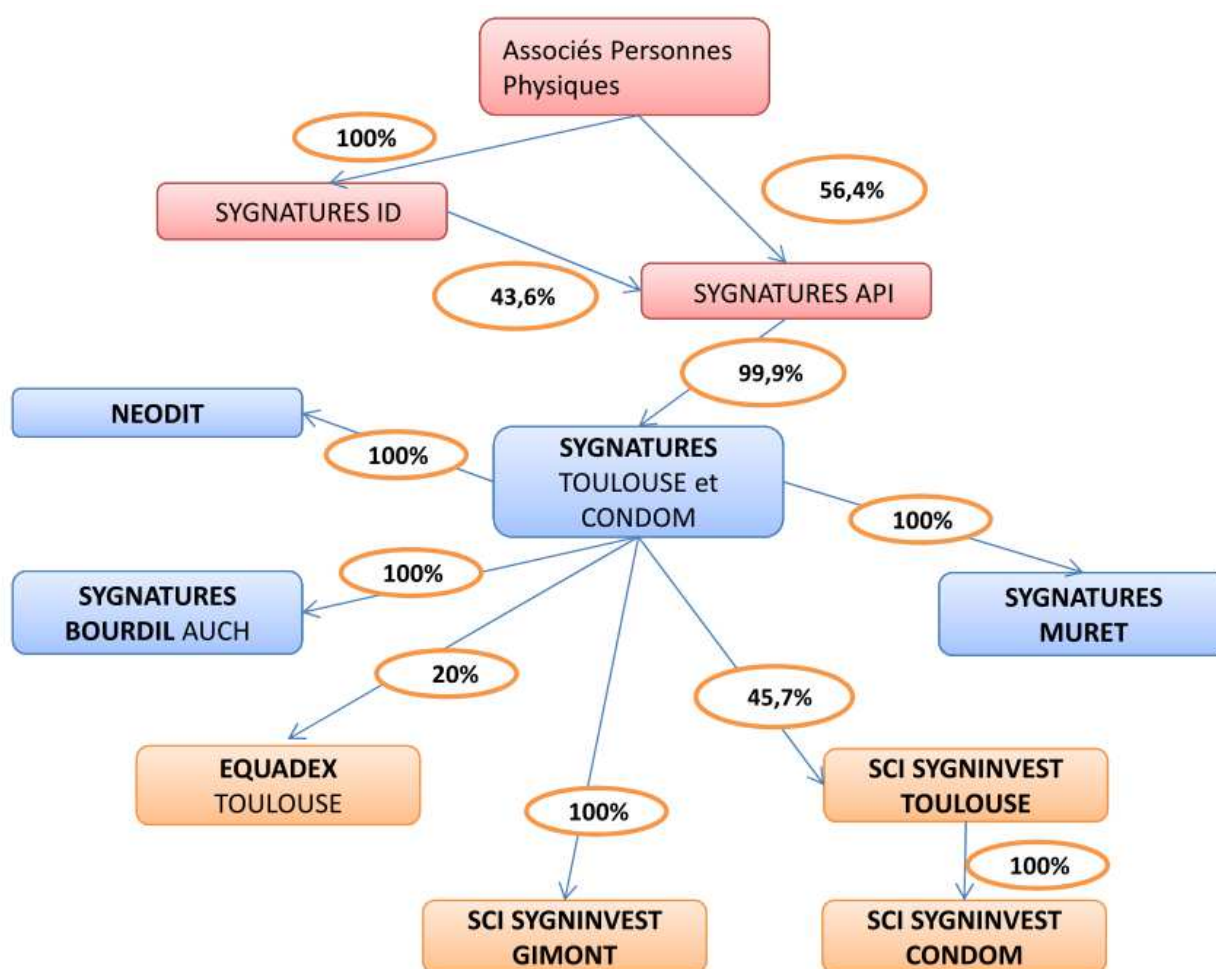 Associés Personnes
Physiques
100%
56,4%
SYGNATURES ID
43,6%
SYGNATURES API
99,9%
NEODIT
100%
SYGNATURES
TOULOUSE et
CONDOM
100%
100%
SYGNATURES
BOURDIL AUCH
SYGNATURES
MURET
20%
45,7%
EQUADEX
TOULOUSE
SCI SYGNINVEST
TOULOUSE
100%
100%
SCI SYGNINVEST
GIMONT
SCI SYGNINVEST
CONDOM